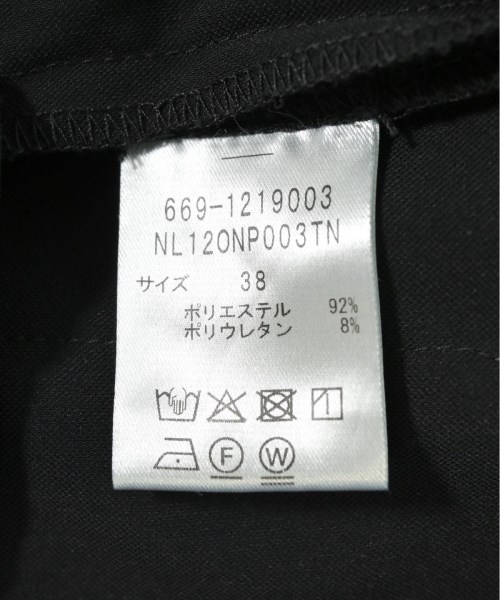 669-1219003
NL120NP003TN
サイズ 38
ポリエステル 92%
ポリウレタン 8%
F W